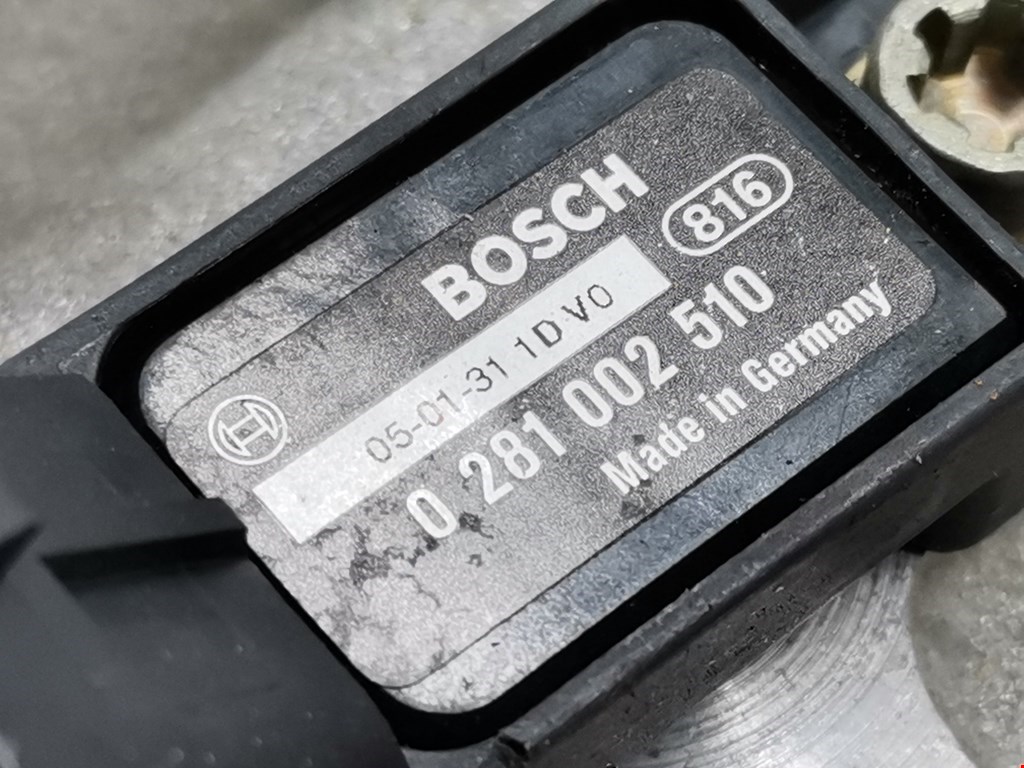 BOSCH
816
05-01-31 1D V0
0 281 002 510
Made in Germany